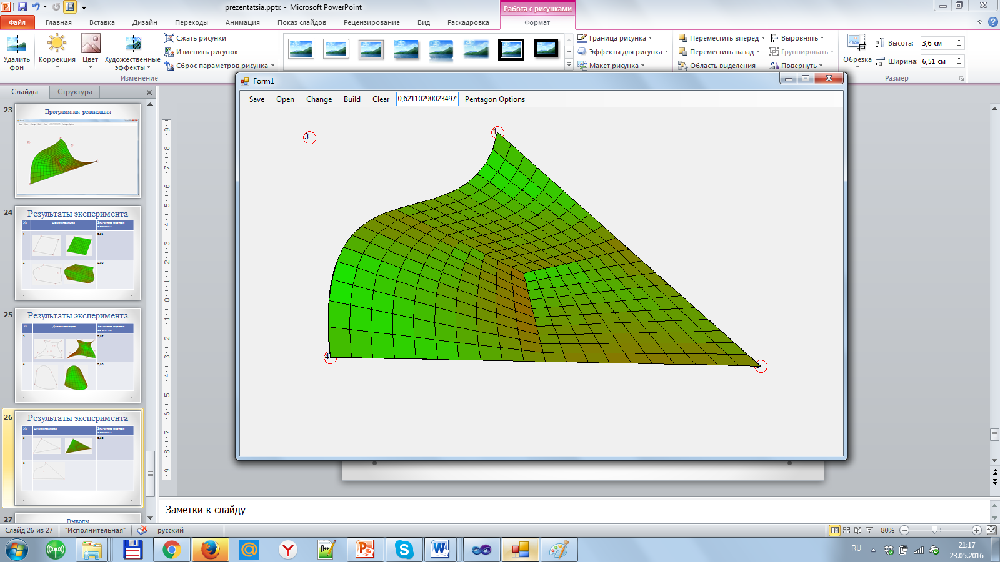 prezentatsia.pptx - Microsoft PowerPoint
Работа с рисунками
Файл Главная Вставка Дизайн Переходы Анимация Показ слайдов Рецензирование Вид Раскадровка Формат
Удалить фон
Коррекция
Цвет
Художественные эффекты
Сжать рисунки
Изменить рисунок
Сброс параметров рисунка
Изменение
Граница рисунка
Эффекты для рисунка
Макет рисунка
Переместить вперед
Переместить назад
Область выделения
Выровнять
Группировать
Повернуть
Обрезка
Высота: 3,6 см
Ширина: 6,51 см
Размер
Слайды Структура
Form1
Save Open Change Build Clear 0,62110290023497 Pentagon Options
3
1
4
23
Программная реализация
24
Результаты эксперимента
25
Результаты эксперимента
26
Результаты эксперимента
27
Выводы
Заметки к слайду
Слайд 26 из 27 "Исполнительная" русский 80%
RU 21:17
23.05.2016